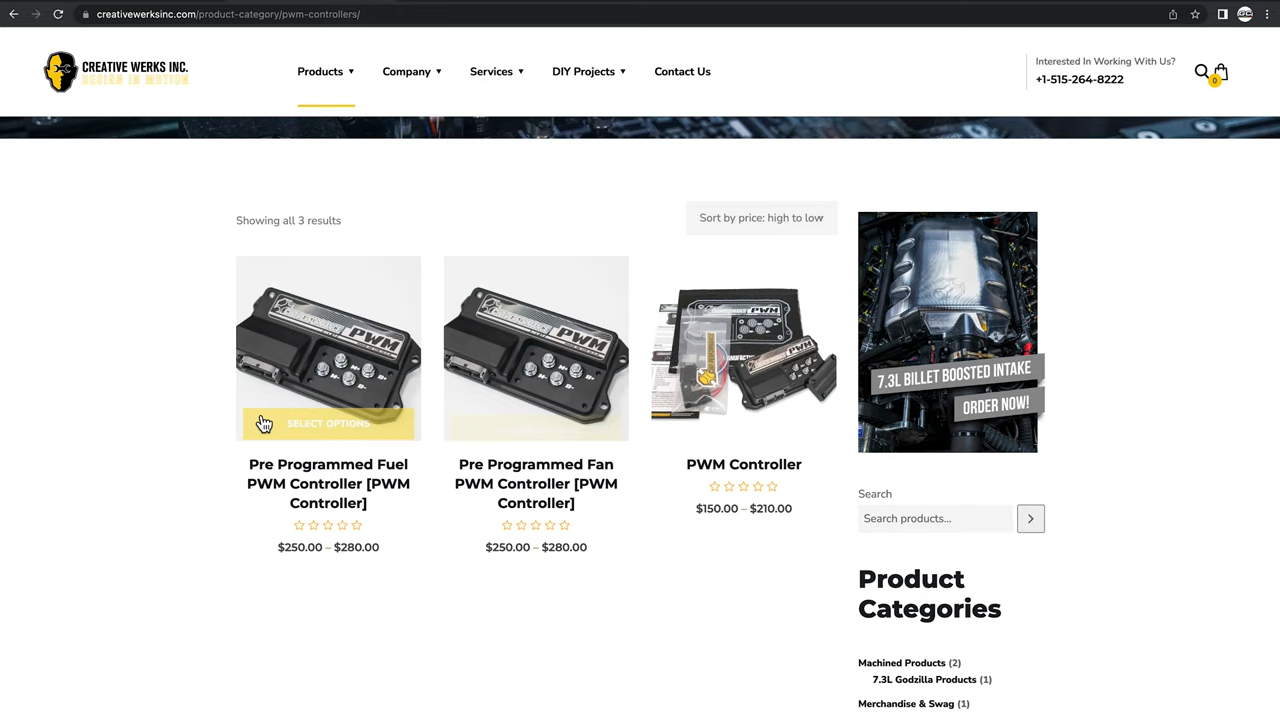 creativewerksinc.com/product-category/pwm-controllers/
CREATIVE WERKS INC.
DESIGN IN MOTION
Products ▼
Company ▼
Services ▼
DIY Projects ▼
Contact Us
Interested In Working With Us?
+1-515-264-8222
0
Showing all 3 results
Sort by price: high to low
PWM
SELECT OPTIONS
PWM
PWM
7.3L BILLET BOOSTED INTAKE
ORDER NOW!
Pre Programmed Fuel
PWM Controller [PWM
Controller]
$250.00 – $280.00
Pre Programmed Fan
PWM Controller [PWM
Controller]
$250.00 – $280.00
PWM Controller
$150.00 – $210.00
Search
Search products...
Product
Categories
Machined Products (2)
7.3L Godzilla Products (1)
Merchandise & Swag (1)